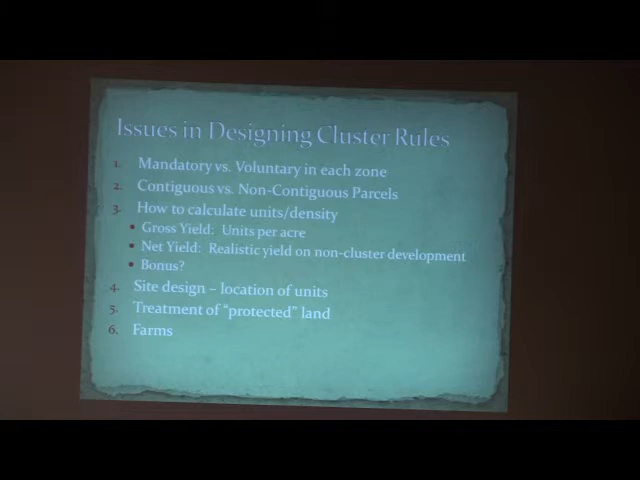 Issues in Designing Cluster Rules
1. Mandatory vs. Voluntary in each zone
2. Contiguous vs. Non-Contiguous Parcels
3. How to calculate units/density
• Gross Yield: Units per acre
• Net Yield: Realistic yield on non-cluster development
• Bonus?
4. Site design – location of units
5. Treatment of "protected" land
6. Farms